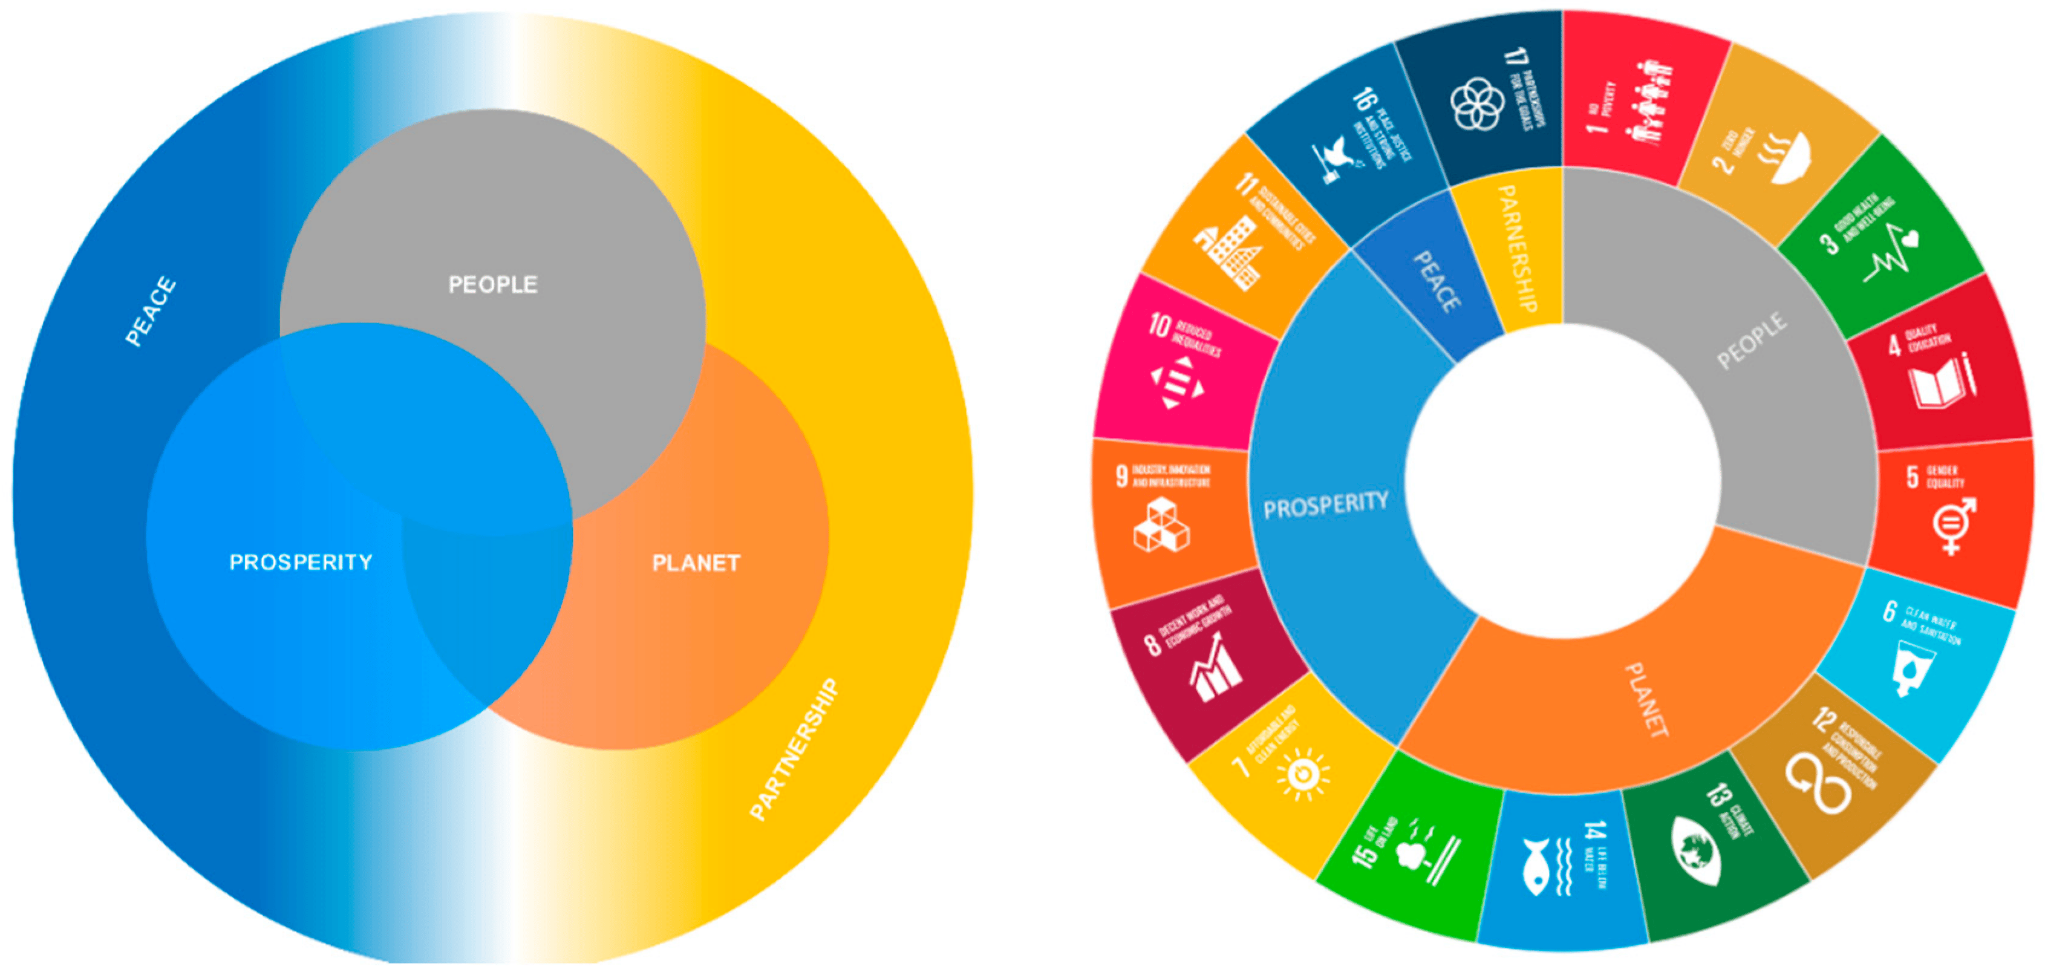 PEOPLE
PEACE
PROSPERITY
PLANET
PARTNERSHIP
1 NO
POVERTY
2 ZERO
HUNGER
3 GOOD HEALTH
AND WELL-BEING
4 QUALITY
EDUCATION
5 GENDER
EQUALITY
6 CLEAN WATER
AND SANITATION
12 RESPONSIBLE
CONSUMPTION
AND PRODUCTION
13 CLIMATE
ACTION
14 LIFE BELOW
WATER
15 LIFE
ON LAND
7 AFFORDABLE AND
CLEAN ENERGY
8 DECENT WORK AND
ECONOMIC GROWTH
9 INDUSTRY, INNOVATION
AND INFRASTRUCTURE
10 REDUCED
INEQUALITIES
11 SUSTAINABLE CITIES
AND COMMUNITIES
16 PEACE, JUSTICE
AND STRONG
INSTITUTIONS
17 PARTNERSHIPS
FOR THE GOALS
PEOPLE
PLANET
PROSPERITY
PEACE
PARNERSHIP